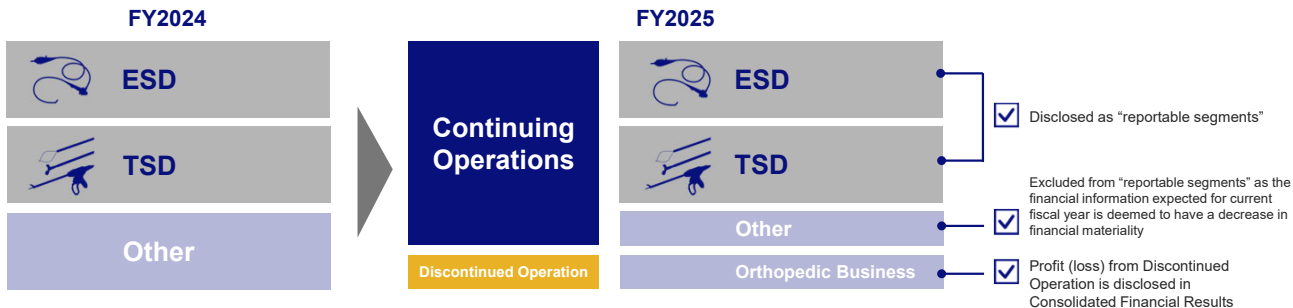 FY2024
ESD
TSD
Other
Continuing
Operations
Discontinued Operation
FY2025
ESD
TSD
Other
Orthopedic Business
Disclosed as “reportable segments”
Excluded from “reportable segments” as the
financial information expected for current
fiscal year is deemed to have a decrease in
financial materiality
Profit (loss) from Discontinued
Operation is disclosed in
Consolidated Financial Results